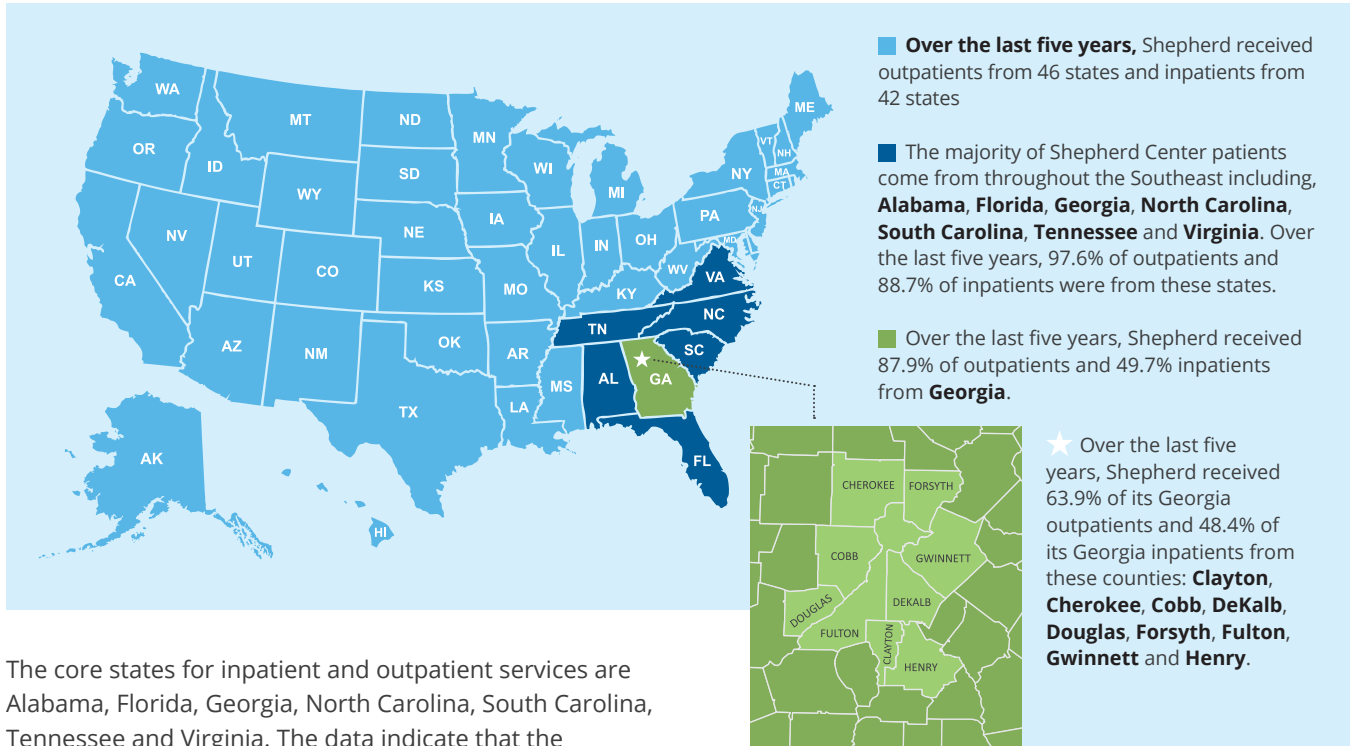 WA
OR
CA
NV
ID
MT
WY
UT
CO
AZ
NM
ND
SD
NE
KS
OK
TX
MN
IA
MO
AR
LA
WI
IL
MS
MI
IN
OH
KY
WV
PA
NY
VT
NH
MA
CT
NJ
MD
ME
VA
NC
TN
SC
AL
GA
FL
AK
HI
Over the last five years, Shepherd received
outpatients from 46 states and inpatients from
42 states
The majority of Shepherd Center patients
come from throughout the Southeast including,
Alabama, Florida, Georgia, North Carolina,
South Carolina, Tennessee and Virginia. Over
the last five years, 97.6% of outpatients and
88.7% of inpatients were from these states.
Over the last five years, Shepherd received
87.9% of outpatients and 49.7% inpatients
from Georgia.
CHEROKEE
FORSYTH
COBB
GWINNETT
DOUGLAS
DEKALB
FULTON
CLAYTON
HENRY
Over the last five
years, Shepherd received
63.9% of its Georgia
outpatients and 48.4% of
its Georgia inpatients from
these counties: Clayton,
Cherokee, Cobb, DeKalb,
Douglas, Forsyth, Fulton,
Gwinnett and Henry.
The core states for inpatient and outpatient services are
Alabama, Florida, Georgia, North Carolina, South Carolina,
Tennessee and Virginia. The data indicate that the